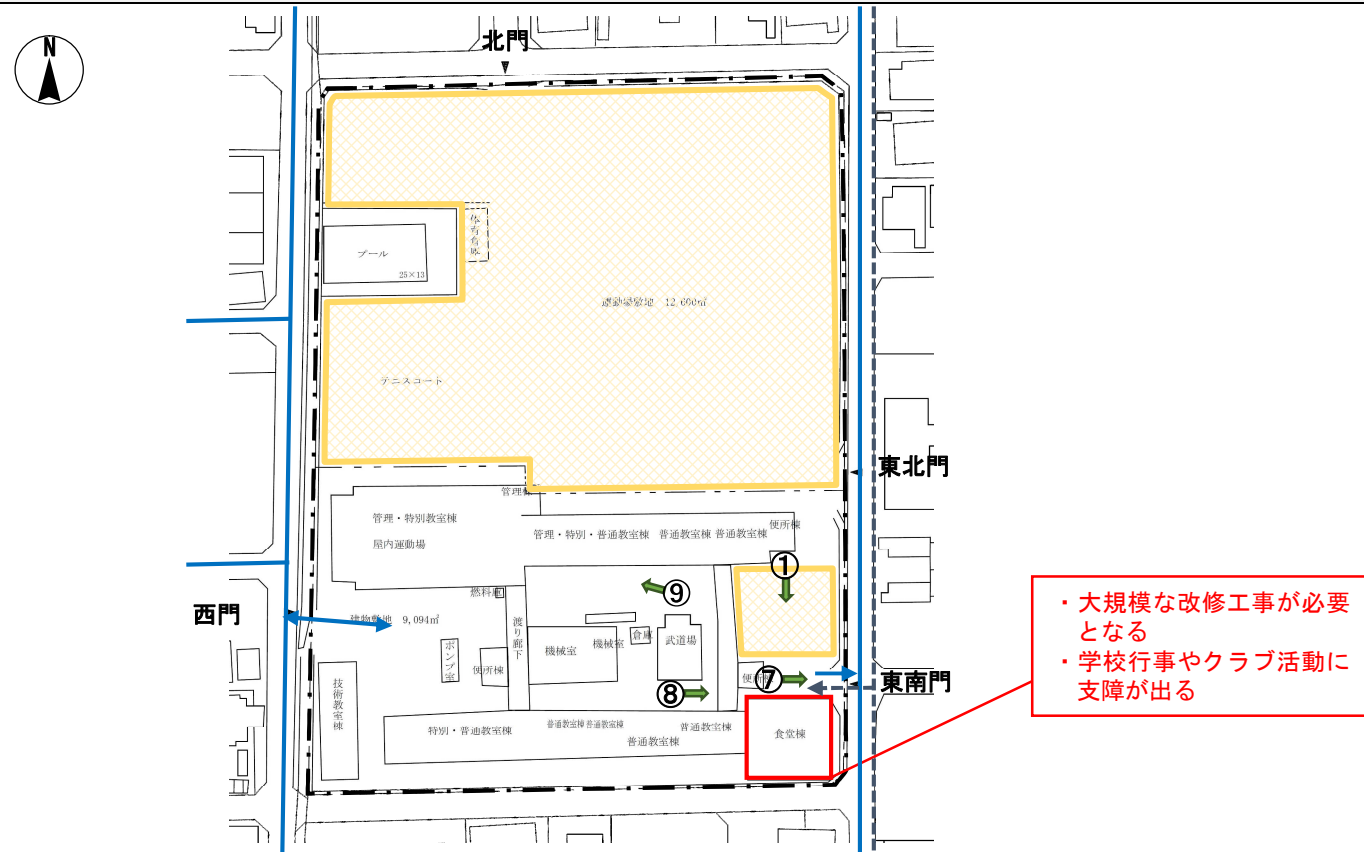 N
北門
体育倉庫
プール
25×13
運動場敷地 12,600㎡
テニスコート
東北門
管理棟
管理・特別教室棟
屋内運動場
管理・特別・普通教室棟 普通教室棟 普通教室棟
便所棟
①
⑨
燃料庫
西門
建物敷地 9,094㎡
渡り廊下
ポンプ室
便所棟
機械室
機械室
倉庫
武道場
⑧
便所棟
⑦
東南門
技術教室棟
特別・普通教室棟
普通教室棟 普通教室棟
普通教室棟
普通教室棟
食堂棟
・大規模な改修工事が必要
となる
・学校行事やクラブ活動に
支障が出る